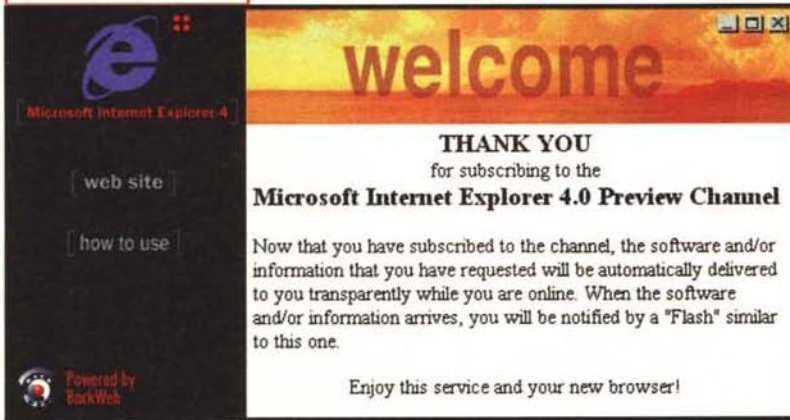 [Microsoft Internet Explorer 4]
[web site]
[how to use]
Powered by
BackWeb
welcome
THANK YOU
for subscribing to the
Microsoft Internet Explorer 4.0 Preview Channel
Now that you have subscribed to the channel, the software and/or
information that you have requested will be automatically delivered
to you transparently while you are online. When the software
and/or information arrives, you will be notified by a "Flash" similar
to this one.
Enjoy this service and your new browser!